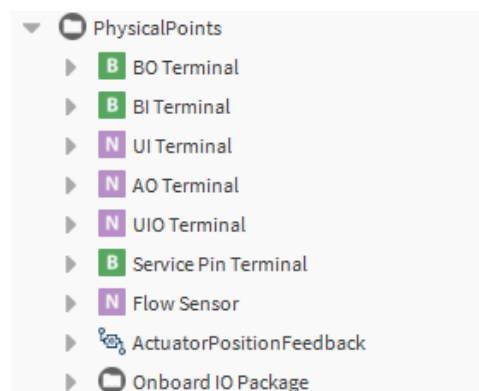 PhysicalPoints
B BO Terminal
B BI Terminal
N UI Terminal
N AO Terminal
N UIO Terminal
B Service Pin Terminal
N Flow Sensor
ActuatorPositionFeedback
Onboard IO Package